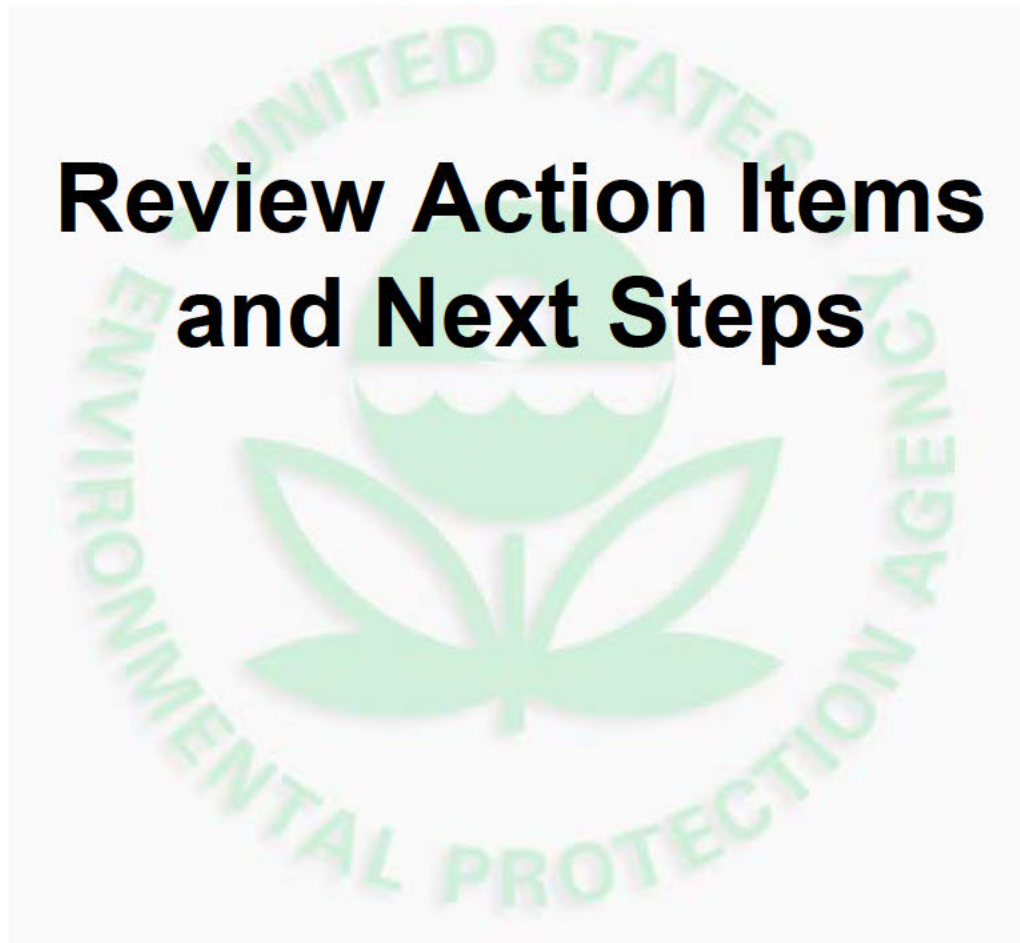 Review Action Items
and Next Steps
UNITED STATES
ENVIRONMENTAL PROTECTION AGENCY